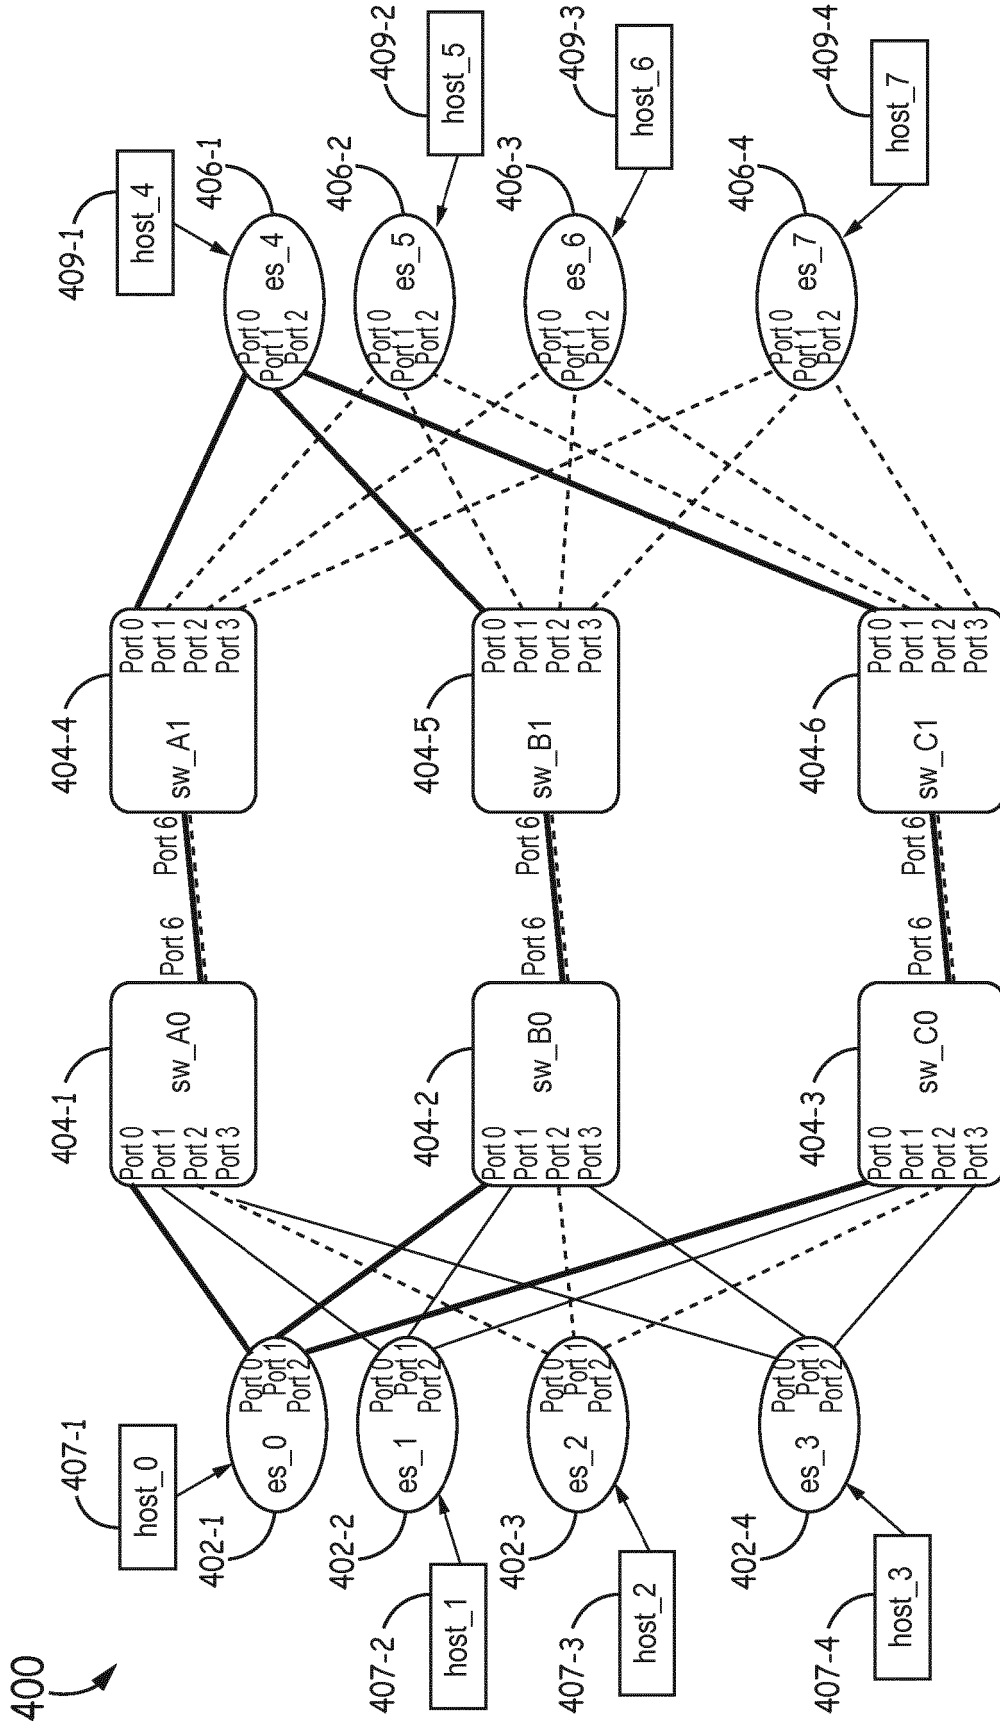 400
407-1
host_0
402-1
es_0
Port 0
Port 1
Port 2
407-2
host_1
402-2
es_1
Port 0
Port 1
Port 2
407-3
host_2
402-3
es_2
Port 0
Port 1
Port 2
407-4
host_3
402-4
es_3
Port 0
Port 1
Port 2
404-1
Port 0
Port 1
Port 2
Port 3
sw_A0
Port 6
404-2
Port 0
Port 1
Port 2
Port 3
sw_B0
Port 6
404-3
Port 0
Port 1
Port 2
Port 3
sw_C0
Port 6
404-4
Port 6
sw_A1
Port 0
Port 1
Port 2
Port 3
404-5
Port 6
sw_B1
Port 0
Port 1
Port 2
Port 3
404-6
Port 6
sw_C1
Port 0
Port 1
Port 2
Port 3
409-1
host_4
406-1
Port 0
Port 1
Port 2
es_4
409-2
host_5
406-2
Port 0
Port 1
Port 2
es_5
409-3
host_6
406-3
Port 0
Port 1
Port 2
es_6
409-4
host_7
406-4
Port 0
Port 1
Port 2
es_7